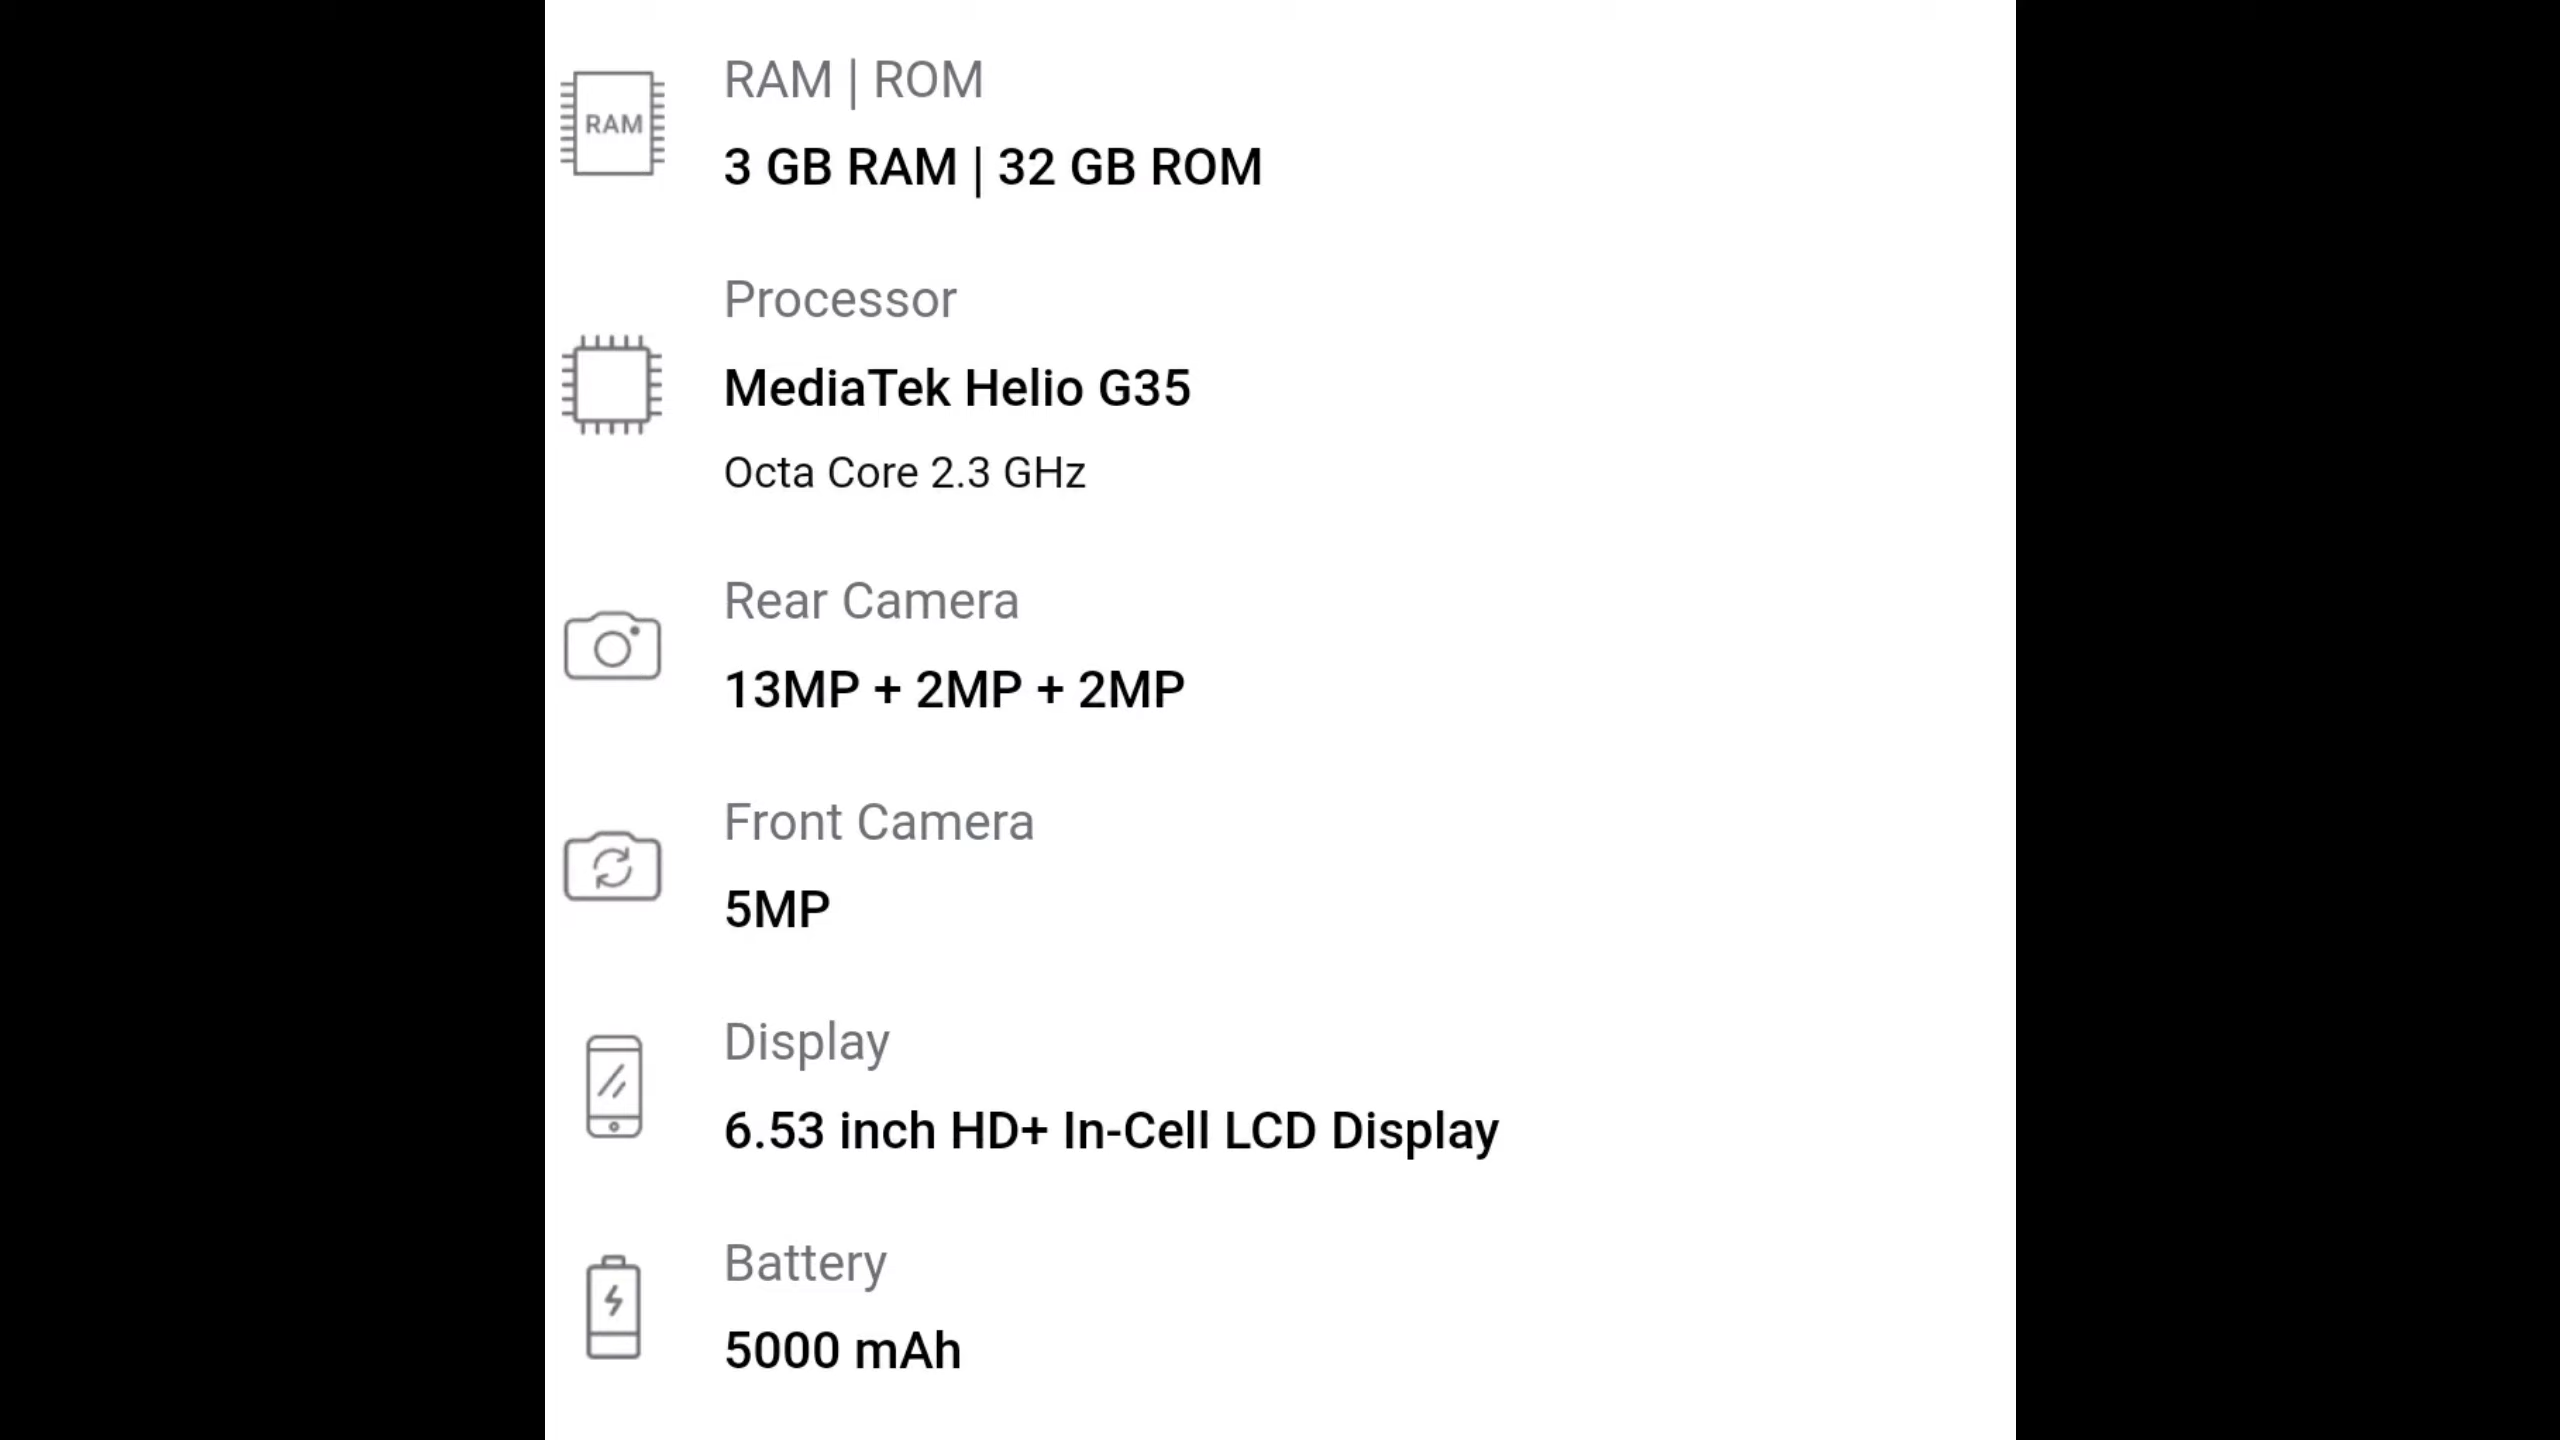 RAM | ROM
RAM
3 GB RAM | 32 GB ROM
Processor
MediaTek Helio G35
Octa Core 2.3 GHz
Rear Camera
13MP + 2MP + 2MP
Front Camera
5MP
Display
6.53 inch HD+ In-Cell LCD Display
Battery
5000 mAh